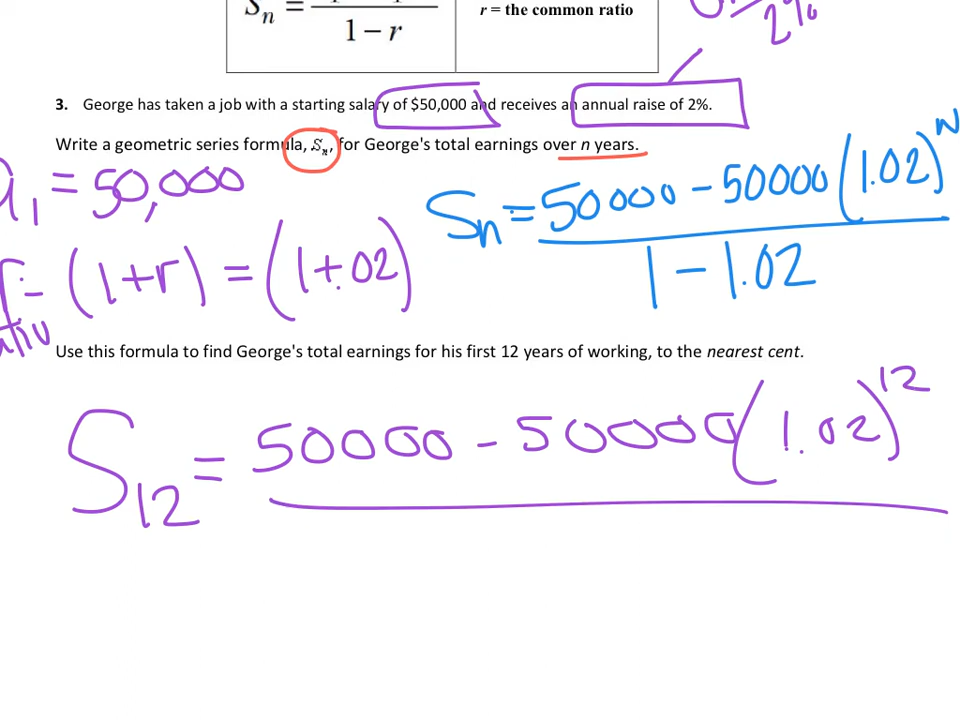 Sn =
1 − r
r = the common ratio
2%
3. George has taken a job with a starting salary of $50,000 and receives an annual raise of 2%.
Write a geometric series formula, Sn, for George's total earnings over n years.
a1 = 50,000
Sn = 50000 - 50000 (1.02)^N
1 - 1.02
r = (1+r) = (1+.02)
Use this formula to find George's total earnings for his first 12 years of working, to the nearest cent.
S12 = 50000 - 50000 (1.02)^12